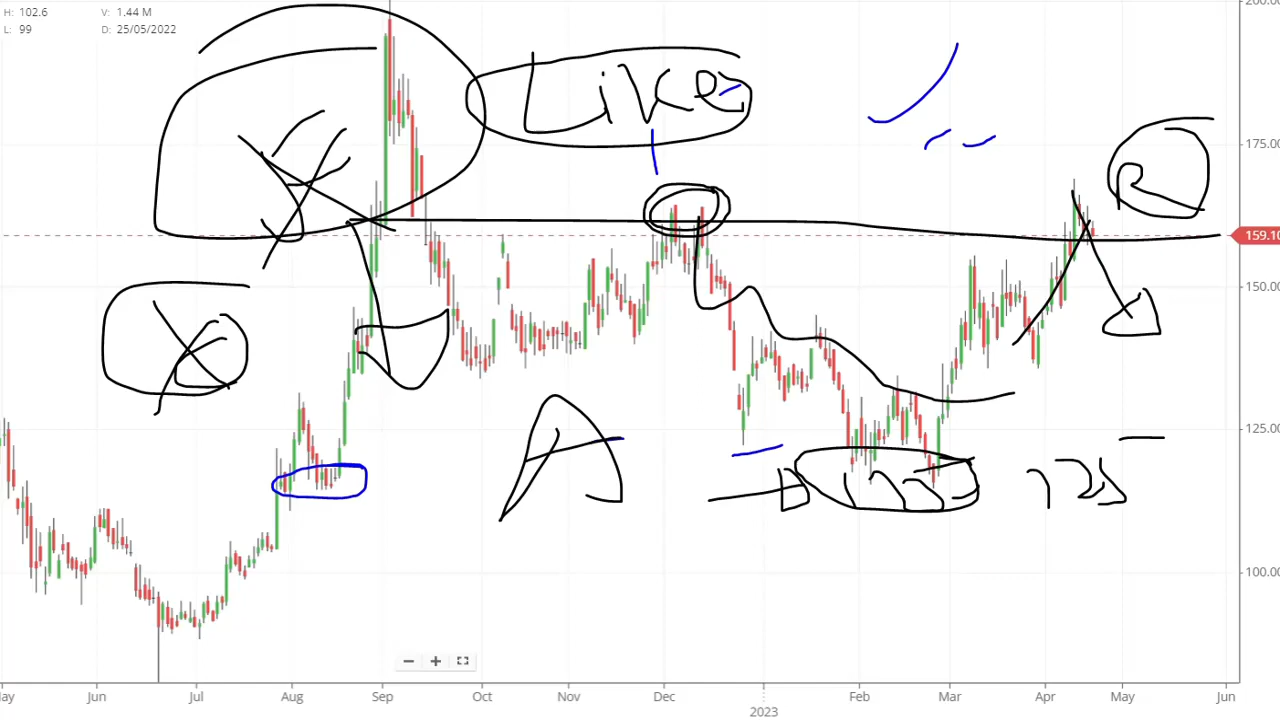 H: 102.6 V: 1.44 M
L: 99 D: 25/05/2022
200.00
Like
175.00
R
159.10
150.00
A
125.00
100.00
May Jun Jul Aug Sep Oct Nov Dec Feb Mar Apr May Jun
2023